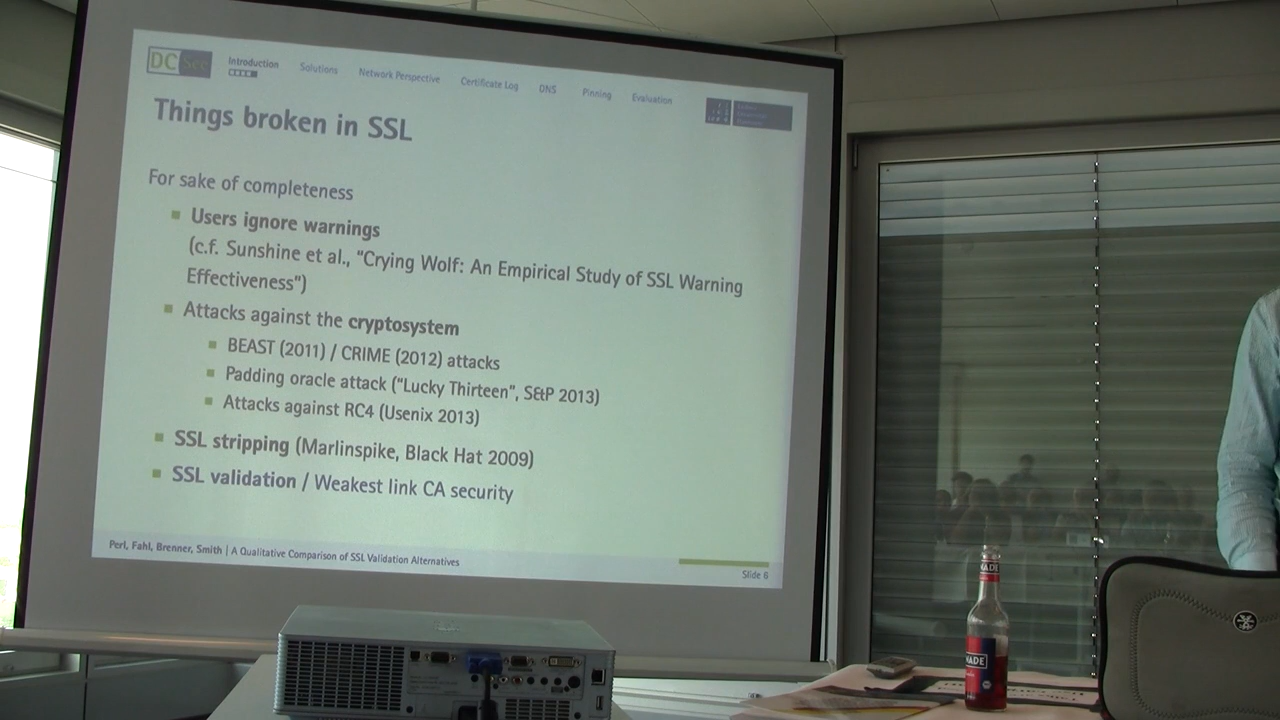 DC Sec
Introduction Solutions Network Perspective Certificate Log DNS Pinning Evaluation
Things broken in SSL
For sake of completeness
Users ignore warnings
(c.f. Sunshine et al., "Crying Wolf: An Empirical Study of SSL Warning
Effectiveness")
Attacks against the cryptosystem
BEAST (2011) / CRIME (2012) attacks
Padding oracle attack ("Lucky Thirteen", S&P 2013)
Attacks against RC4 (Usenix 2013)
SSL stripping (Marlinspike, Black Hat 2009)
SSL validation / Weakest link CA security
Perl, Fahl, Brenner, Smith | A Qualitative Comparison of SSL Validation Alternatives
Slide 6